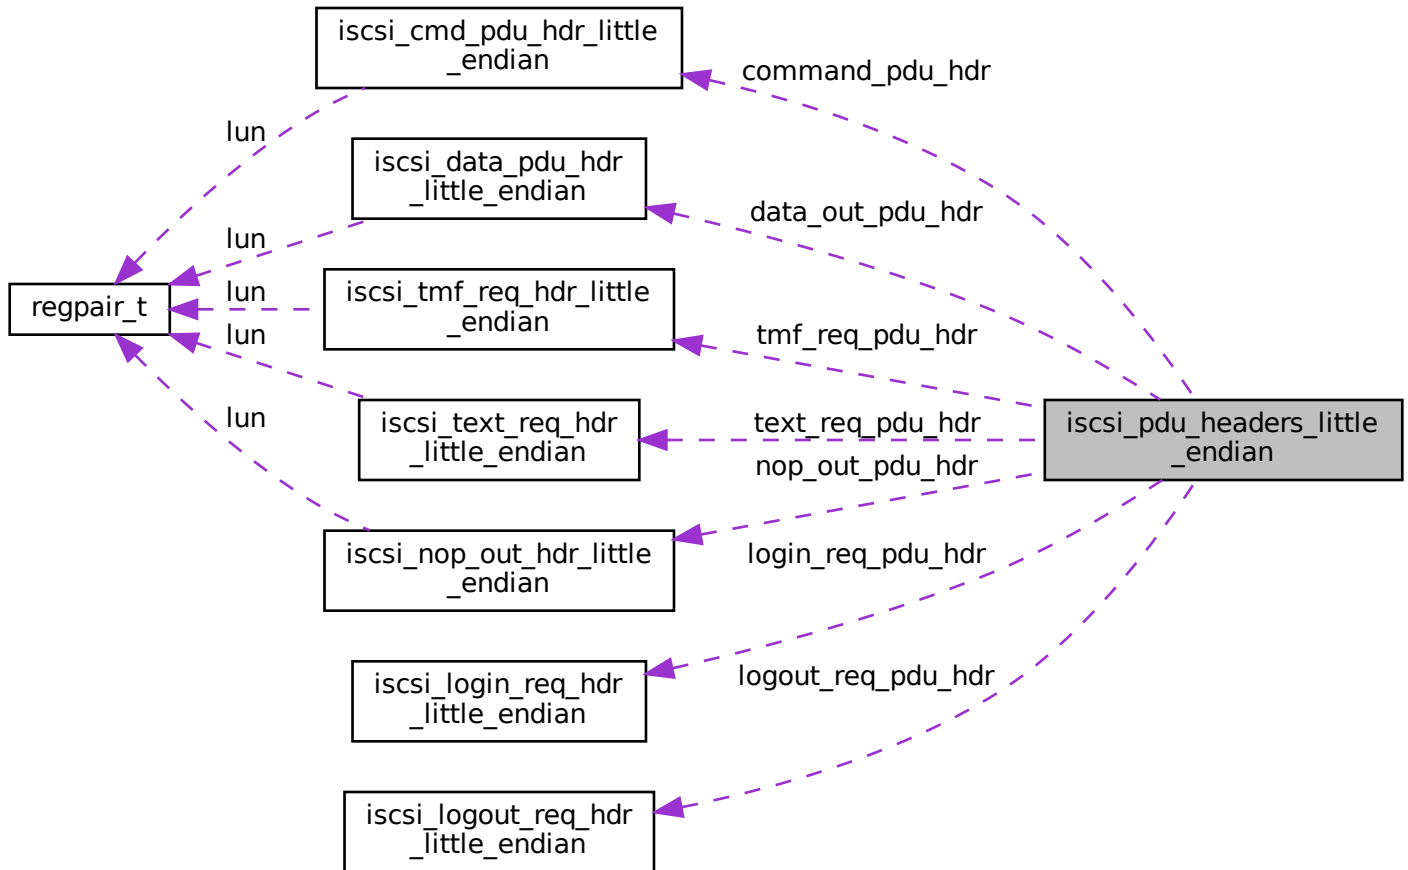 iscsi_cmd_pdu_hdr_little
_endian
command_pdu_hdr
lun
iscsi_data_pdu_hdr
_little_endian
data_out_pdu_hdr
lun
iscsi_tmf_req_hdr_little
_endian
lun
regpair_t
tmf_req_pdu_hdr
lun
iscsi_text_req_hdr
_little_endian
text_req_pdu_hdr
iscsi_pdu_headers_little
_endian
lun
nop_out_pdu_hdr
iscsi_nop_out_hdr_little
_endian
login_req_pdu_hdr
iscsi_login_req_hdr
_little_endian
logout_req_pdu_hdr
iscsi_logout_req_hdr
_little_endian